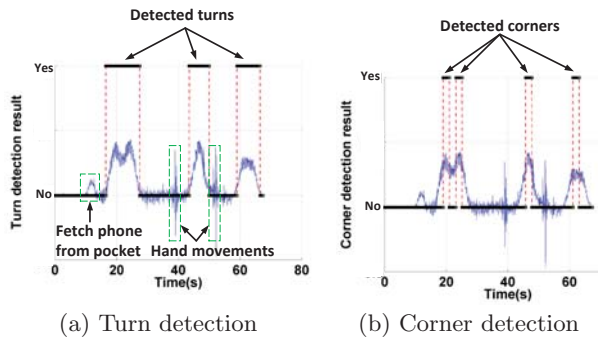 Detected turns
Yes
No
Turn detection result
Fetch phone
from pocket
Hand movements
0 20 40 60 80
Time(s)
(a) Turn detection
Detected corners
Yes
No
Corner detection result
0 20 40 60
Time(s)
(b) Corner detection